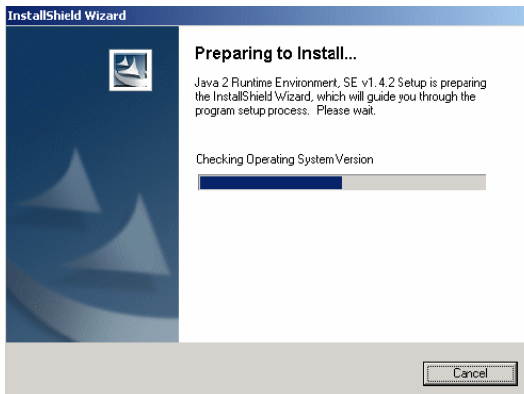 InstallShield Wizard
Preparing to Install...
Java 2 Runtime Environment, SE v1.4.2 Setup is preparing
the InstallShield Wizard, which will guide you through the
program setup process. Please wait.
Checking Operating System Version
Cancel